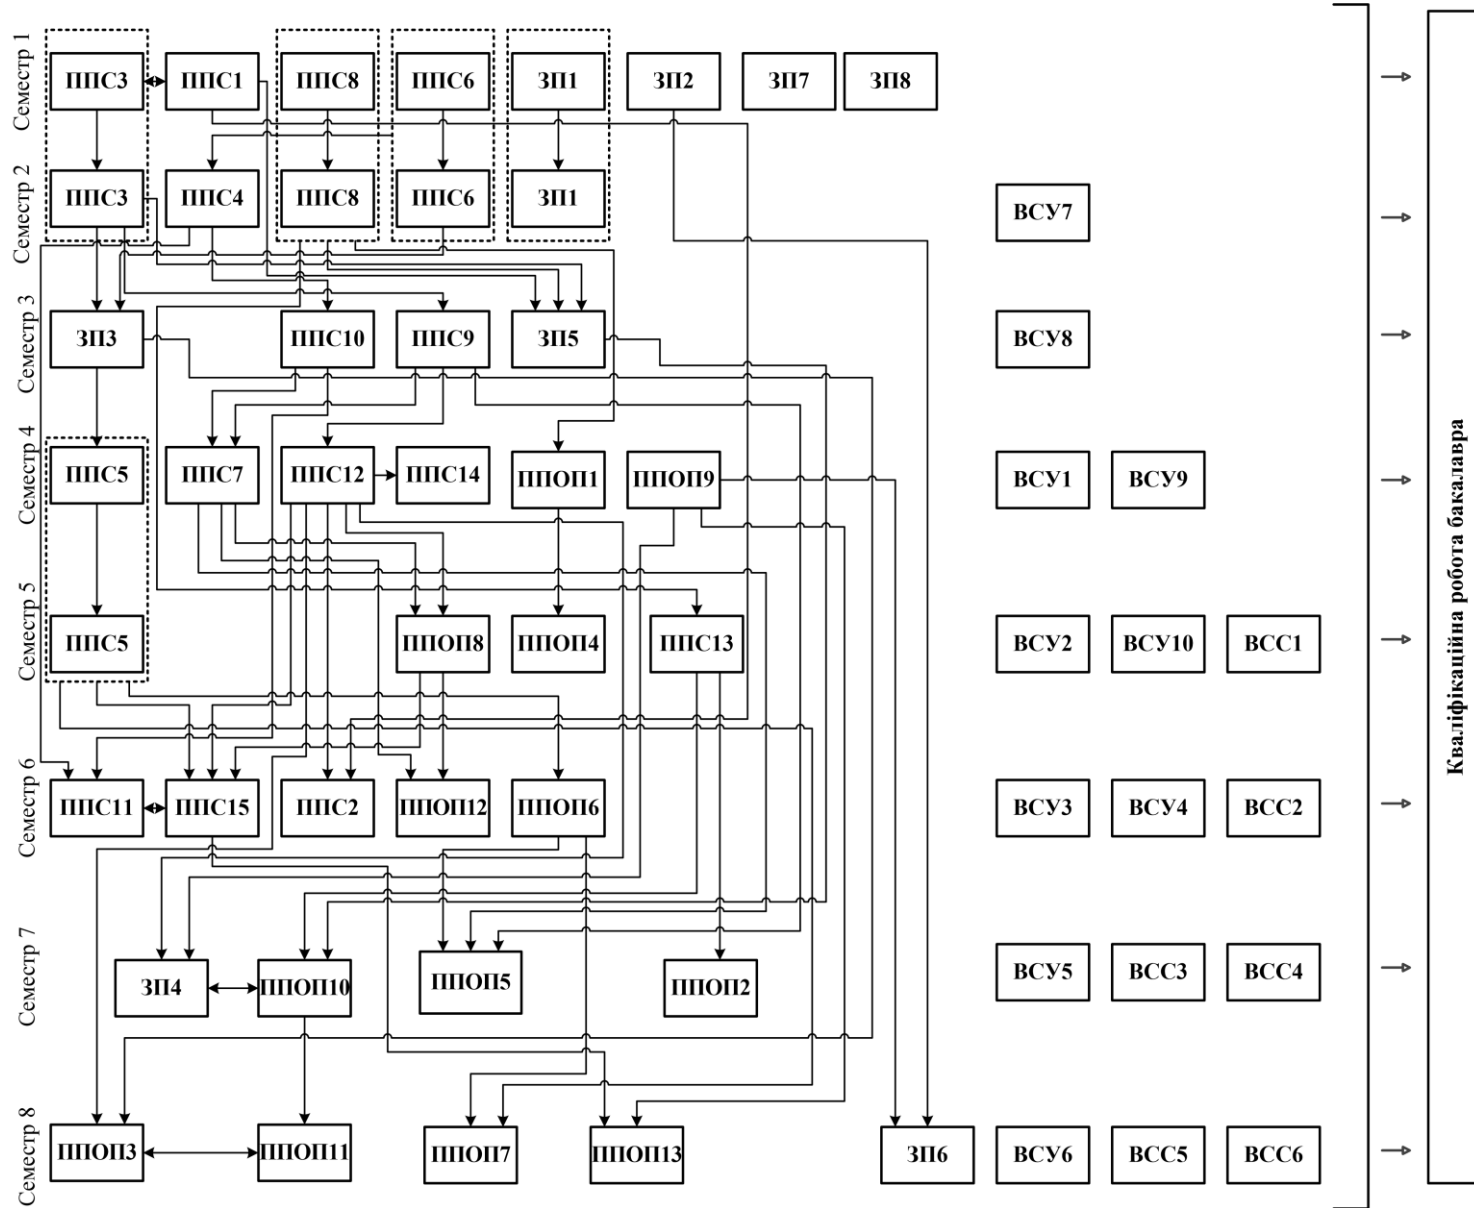 Семестр 1
ППС3
ППС1
ППС8
ППС6
ЗП1
ЗП2
ЗП7
ЗП8
Семестр 2
ППС3
ППС4
ППС8
ППС6
ЗП1
ВСУ7
Семестр 3
ЗП3
ППС10
ППС9
ЗП5
ВСУ8
Семестр 4
ППС5
ППС7
ППС12
ППС14
ППОП1
ППОП9
ВСУ1
ВСУ9
Семестр 5
ППС5
ППОП8
ППОП4
ППС13
ВСУ2
ВСУ10
ВСС1
Семестр 6
ППС11
ППС15
ППС2
ППОП12
ППОП6
ВСУ3
ВСУ4
ВСС2
Семестр 7
ЗП4
ППОП10
ППОП5
ППОП2
ВСУ5
ВСС3
ВСС4
Семестр 8
ППОП3
ППОП11
ППОП7
ППОП13
ЗП6
ВСУ6
ВСС5
ВСС6
Кваліфікаційна робота бакалавра